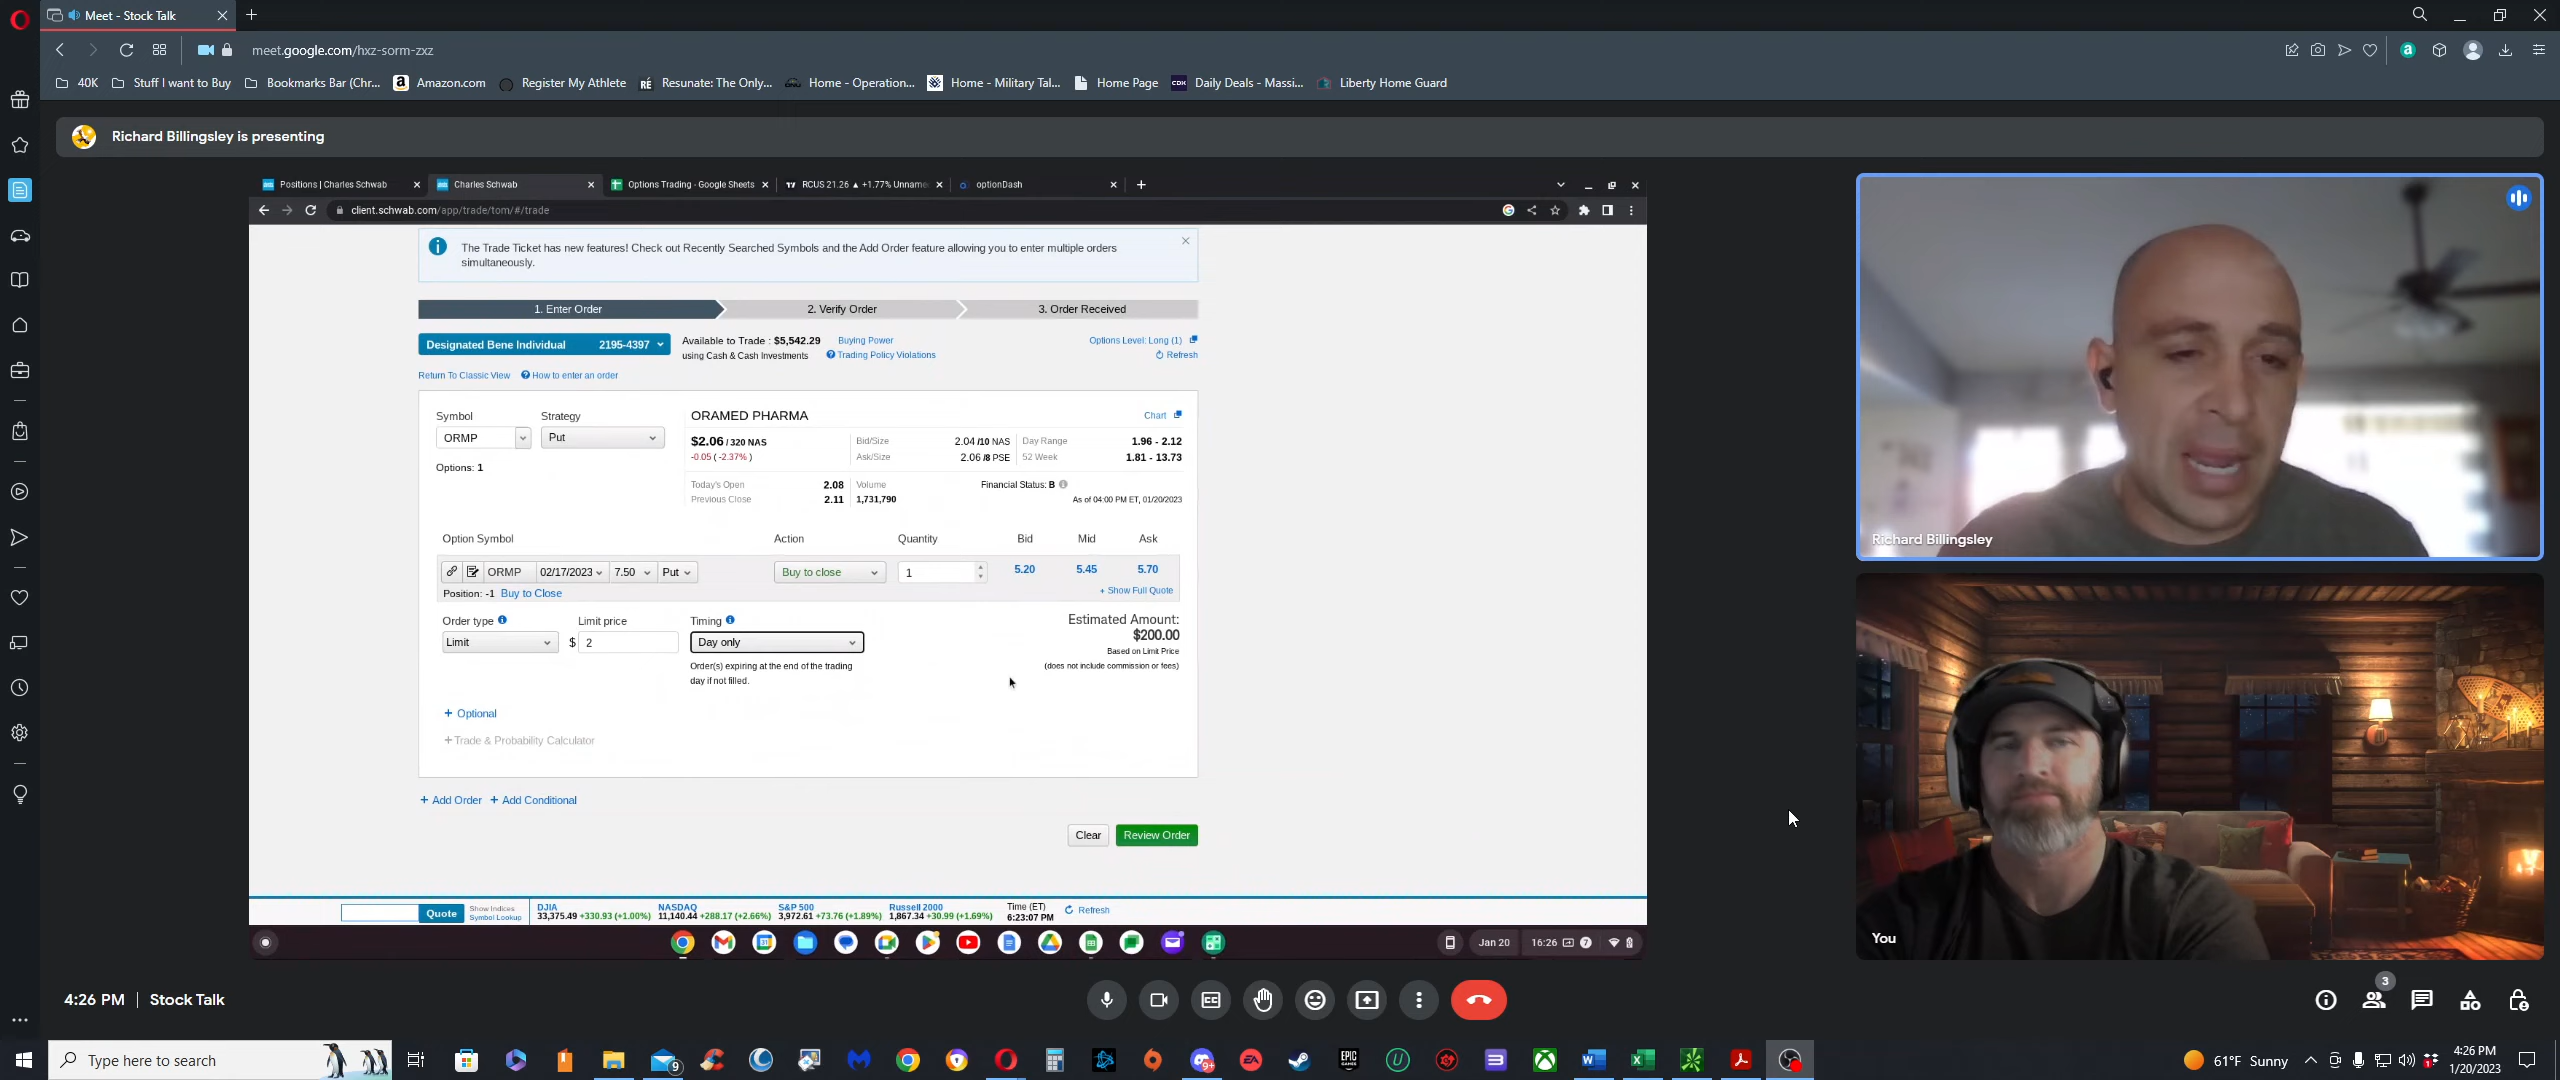 Meet - Stock Talk
meet.google.com/hxz-sorm-zxz
40K
Stuff I want to Buy
Bookmarks Bar (Chr...
Amazon.com
Register My Athlete
RÉ Resunate: The Only...
Home - Operation...
Home - Military Tal...
Home Page
CDK Daily Deals - Massi...
Liberty Home Guard
Richard Billingsley is presenting
Positions | Charles Schwab
Charles Schwab
Options Trading - Google Sheets
RCUS 21.26 ▲ +1.77% Unname
optionDash
client.schwab.com/app/trade/tom/#/trade
The Trade Ticket has new features! Check out Recently Searched Symbols and the Add Order feature allowing you to enter multiple orders
simultaneously.
1. Enter Order
2. Verify Order
3. Order Received
Designated Bene Individual 2195-4397
Available to Trade : $5,542.29 Buying Power
using Cash & Cash Investments Trading Policy Violations
Options Level: Long (1)
Refresh
Return To Classic View How to enter an order
Symbol Strategy
ORMP Put
Options: 1
ORAMED PHARMA Chart
$2.06 / 320 NAS Bid/Size 2.04 /10 NAS Day Range 1.96 - 2.12
-0.05 ( -2.37% ) Ask/Size 2.06 /8 PSE 52 Week 1.81 - 13.73
Today's Open 2.08 Volume Financial Status: B
Previous Close 2.11 1,731,790 As of 04:00 PM ET, 01/20/2023
Option Symbol Action Quantity Bid Mid Ask
ORMP 02/17/2023 7.50 Put Buy to close 1 5.20 5.45 5.70
Position: -1 Buy to Close + Show Full Quote
Order type Limit price Timing Estimated Amount:
Limit $ 2 Day only $200.00
Based on Limit Price
Order(s) expiring at the end of the trading (does not include commission or fees)
day if not filled.
+ Optional
+ Trade & Probability Calculator
+ Add Order + Add Conditional
Clear Review Order
Quote
Show Indices
Symbol Lookup
DJIA NASDAQ S&P 500 Russell 2000 Time (ET)
33,375.49 +330.93 (+1.00%) 11,140.44 +288.17 (+2.66%) 3,972.61 +73.76 (+1.89%) 1,867.34 +30.99 (+1.69%) 6:23:07 PM
Refresh
Jan 20 16:26 7
Richard Billingsley
You
4:26 PM | Stock Talk
3
Type here to search
9
9+
EPIC
GAMES
61°F Sunny
4:26 PM
1/20/2023